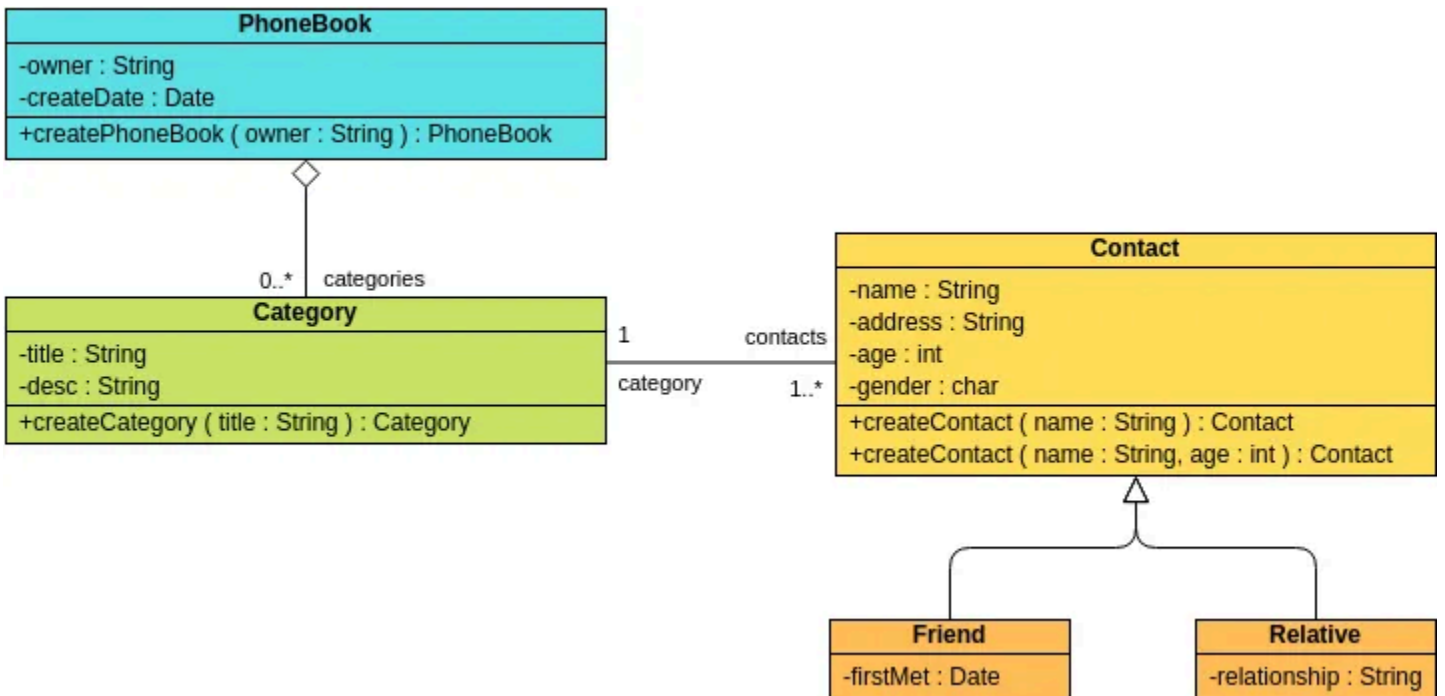 PhoneBook
-owner : String
-createDate : Date
+createPhoneBook ( owner : String ) : PhoneBook
0..* categories
Category
-title : String
-desc : String
+createCategory ( title : String ) : Category
1
category
contacts
1..*
Contact
-name : String
-address : String
-age : int
-gender : char
+createContact ( name : String ) : Contact
+createContact ( name : String, age : int ) : Contact
Friend
-firstMet : Date
Relative
-relationship : String